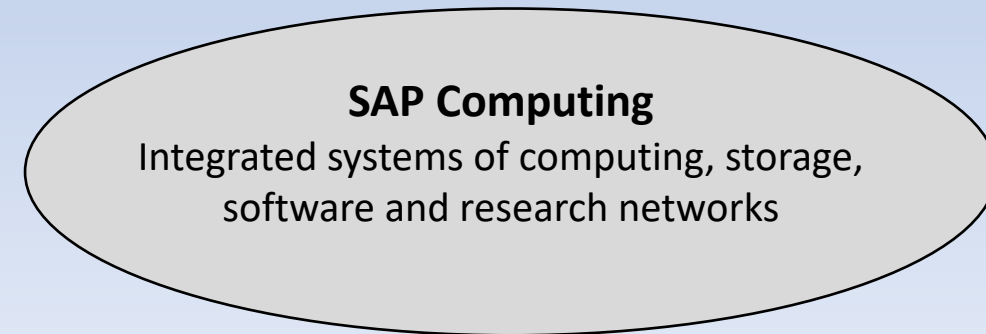 SAP Computing
Integrated systems of computing, storage,
software and research networks